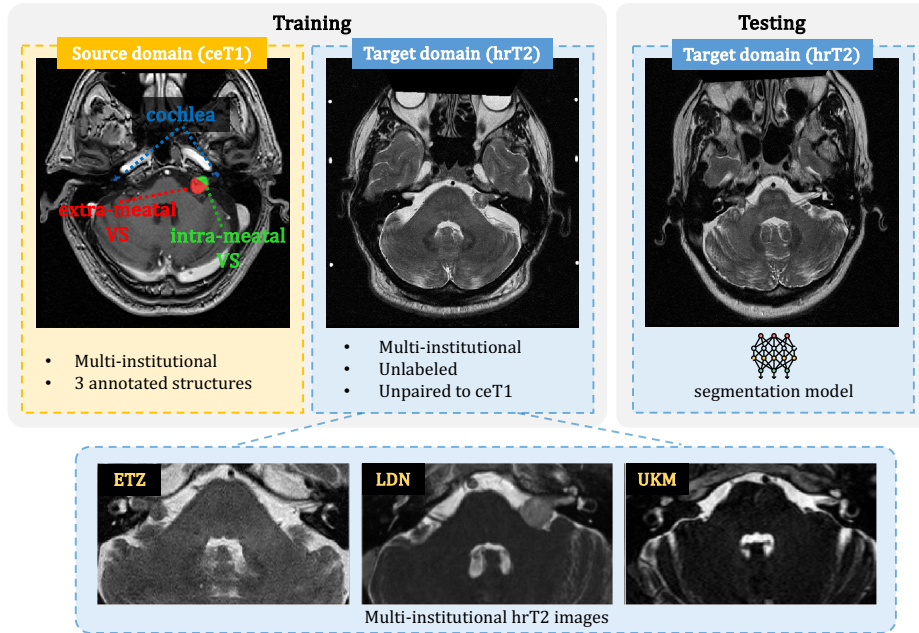 Training
Testing
Source domain (ceT1)
Target domain (hrT2)
Target domain (hrT2)
cochlea
extra-meatal
VS
intra-meatal
VS
• Multi-institutional
• 3 annotated structures
• Multi-institutional
• Unlabeled
• Unpaired to ceT1
segmentation model
ETZ
LDN
UKM
Multi-institutional hrT2 images